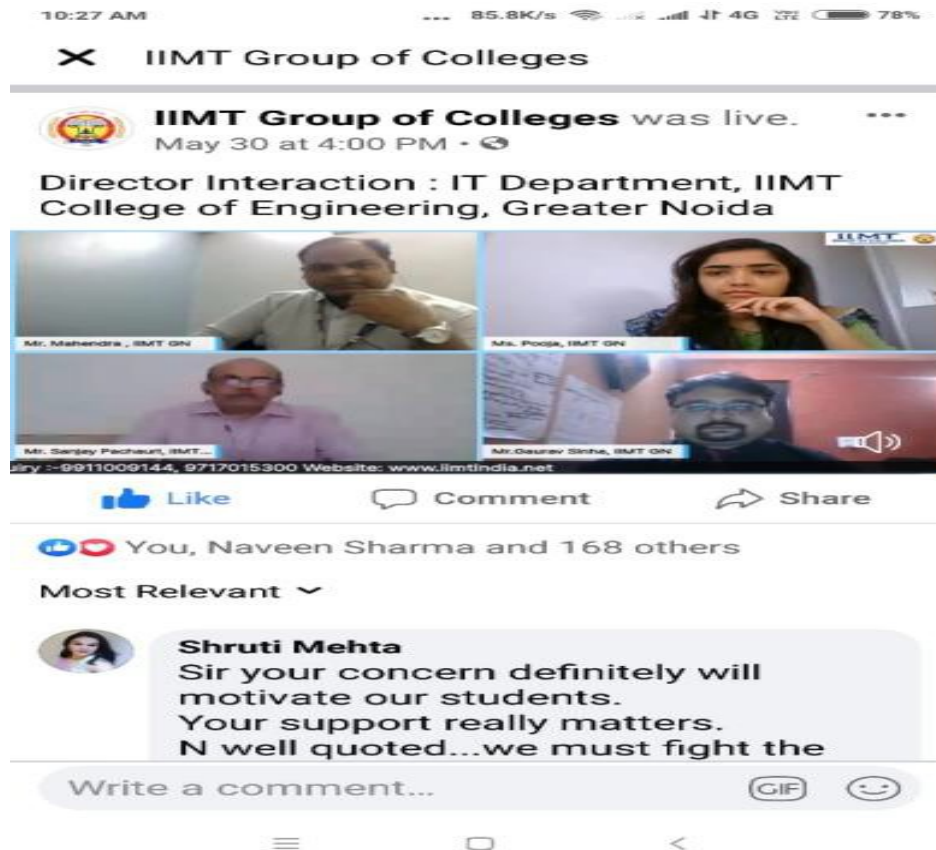 10:27 AM ... 85.8K/s 4G VoLTE 78%
IIMT Group of Colleges
IIMT Group of Colleges was live. ...
May 30 at 4:00 PM •
Director Interaction : IT Department, IIMT
College of Engineering, Greater Noida
IIMT
Mr. Mahendra , IIMT GN
Ms. Pooja, IIMT GN
Mr. Sanjay Pachauri, IIMT...
Mr.Gaurav Sinha, IIMT GN
uiry :-9911009144, 9717015300 Website: www.iimtindia.net
Like Comment Share
You, Naveen Sharma and 168 others
Most Relevant
Shruti Mehta
Sir your concern definitely will
motivate our students.
Your support really matters.
N well quoted...we must fight the
Write a comment... GIF